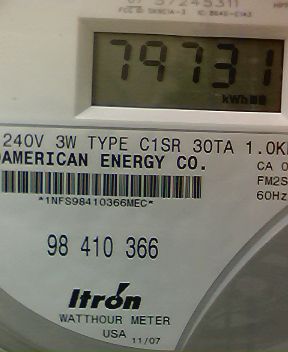 57245311
79731
kWh
240V 3W TYPE C1SR 30TA 1.0K
AMERICAN ENERGY CO.
CA 0
FM2S
60Hz
*1NFS98410366MEC*
98 410 366
Itron
WATTHOUR METER
USA 11/07